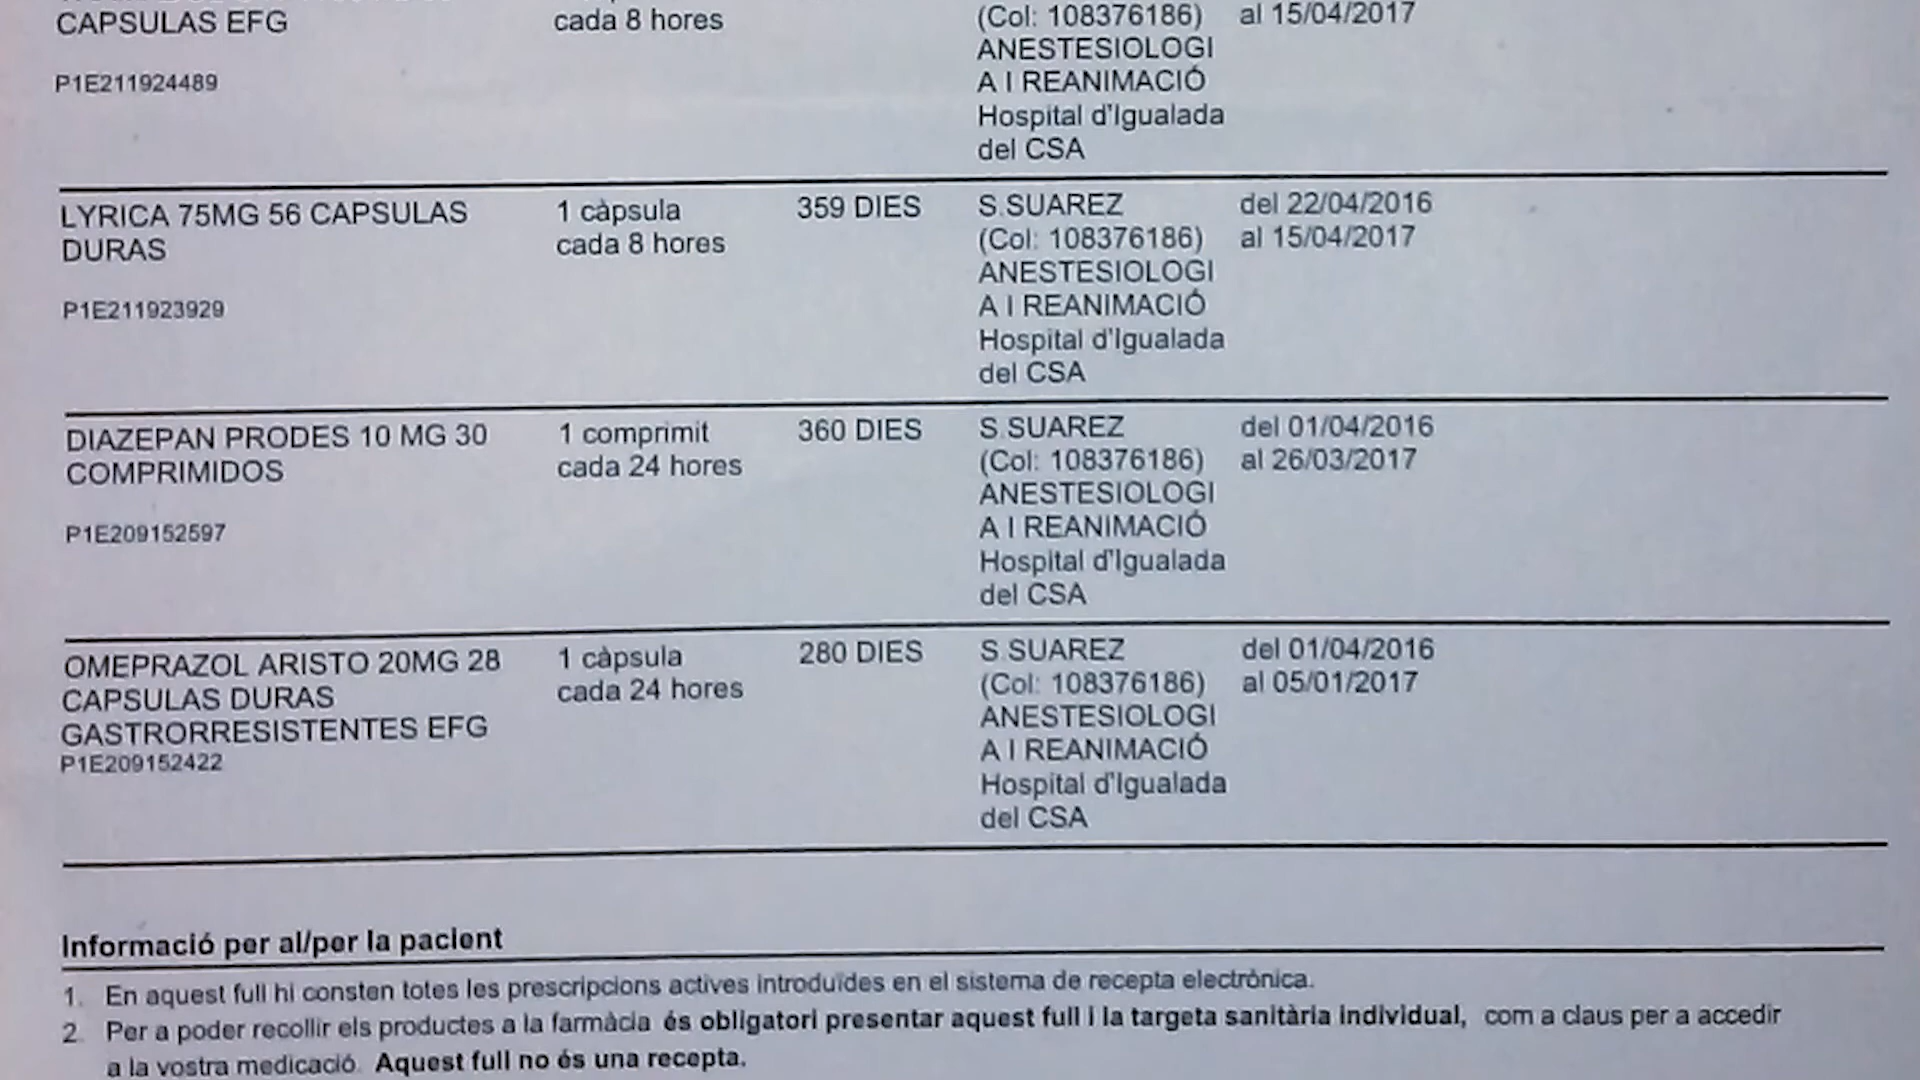 CAPSULAS EFG
cada 8 hores
(Col: 108376186)
al 15/04/2017
ANESTESIOLOGI
A I REANIMACIÓ
Hospital d'Igualada
del CSA
P1E211924489
LYRICA 75MG 56 CAPSULAS
DURAS
P1E211923929
1 càpsula
cada 8 hores
359 DIES
S.SUAREZ
(Col: 108376186)
ANESTESIOLOGI
A I REANIMACIÓ
Hospital d'Igualada
del CSA
del 22/04/2016
al 15/04/2017
DIAZEPAN PRODES 10 MG 30
COMPRIMIDOS
P1E209152597
1 comprimit
cada 24 hores
360 DIES
S.SUAREZ
(Col: 108376186)
ANESTESIOLOGI
A I REANIMACIÓ
Hospital d'Igualada
del CSA
del 01/04/2016
al 26/03/2017
OMEPRAZOL ARISTO 20MG 28
CAPSULAS DURAS
GASTRORRESISTENTES EFG
P1E209152422
1 càpsula
cada 24 hores
280 DIES
S.SUAREZ
(Col: 108376186)
ANESTESIOLOGI
A I REANIMACIÓ
Hospital d'Igualada
del CSA
del 01/04/2016
al 05/01/2017
Informació per al/per la pacient
1. En aquest full hi consten totes les prescripcions actives introduïdes en el sistema de recepta electrònica.
2. Per a poder recollir els productes a la farmàcia és obligatori presentar aquest full i la targeta sanitària individual, com a claus per a accedir
a la vostra medicació. Aquest full no és una recepta.